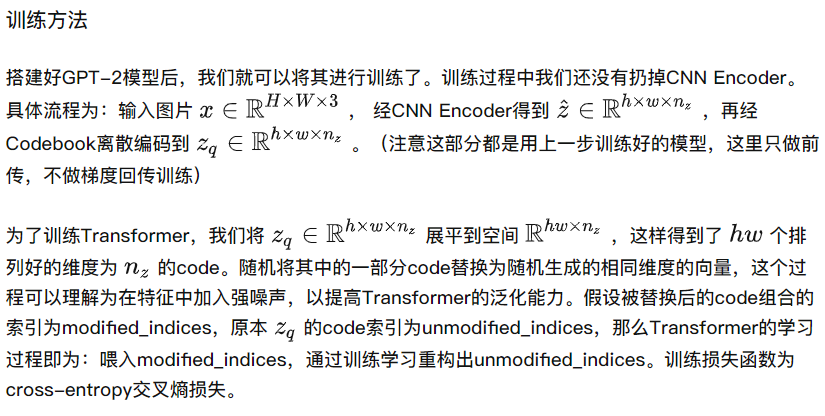 训练方法
搭建好GPT-2模型后，我们就可以将其进行训练了。训练过程中我们还没有扔掉CNN Encoder。
具体流程为：输入图片 $x \in \mathbb{R}^{H \times W \times 3}$ ， 经CNN Encoder得到 $\hat{z} \in \mathbb{R}^{h \times w \times n_z}$ ，再经
Codebook离散编码到 $z_q \in \mathbb{R}^{h \times w \times n_z}$ 。（注意这部分都是用上一步训练好的模型，这里只做前
传，不做梯度回传训练）
为了训练Transformer，我们将 $z_q \in \mathbb{R}^{h \times w \times n_z}$ 展平到空间 $\mathbb{R}^{hw \times n_z}$ ，这样得到了 $hw$ 个排
列好的维度为 $n_z$ 的code。随机将其中的一部分code替换为随机生成的相同维度的向量，这个过
程可以理解为在特征中加入强噪声，以提高Transformer的泛化能力。假设被替换后的code组合的
索引为modified_indices，原本 $z_q$ 的code索引为unmodified_indices，那么Transformer的学习
过程即为：喂入modified_indices，通过训练学习重构出unmodified_indices。训练损失函数为
cross-entropy交叉熵损失。